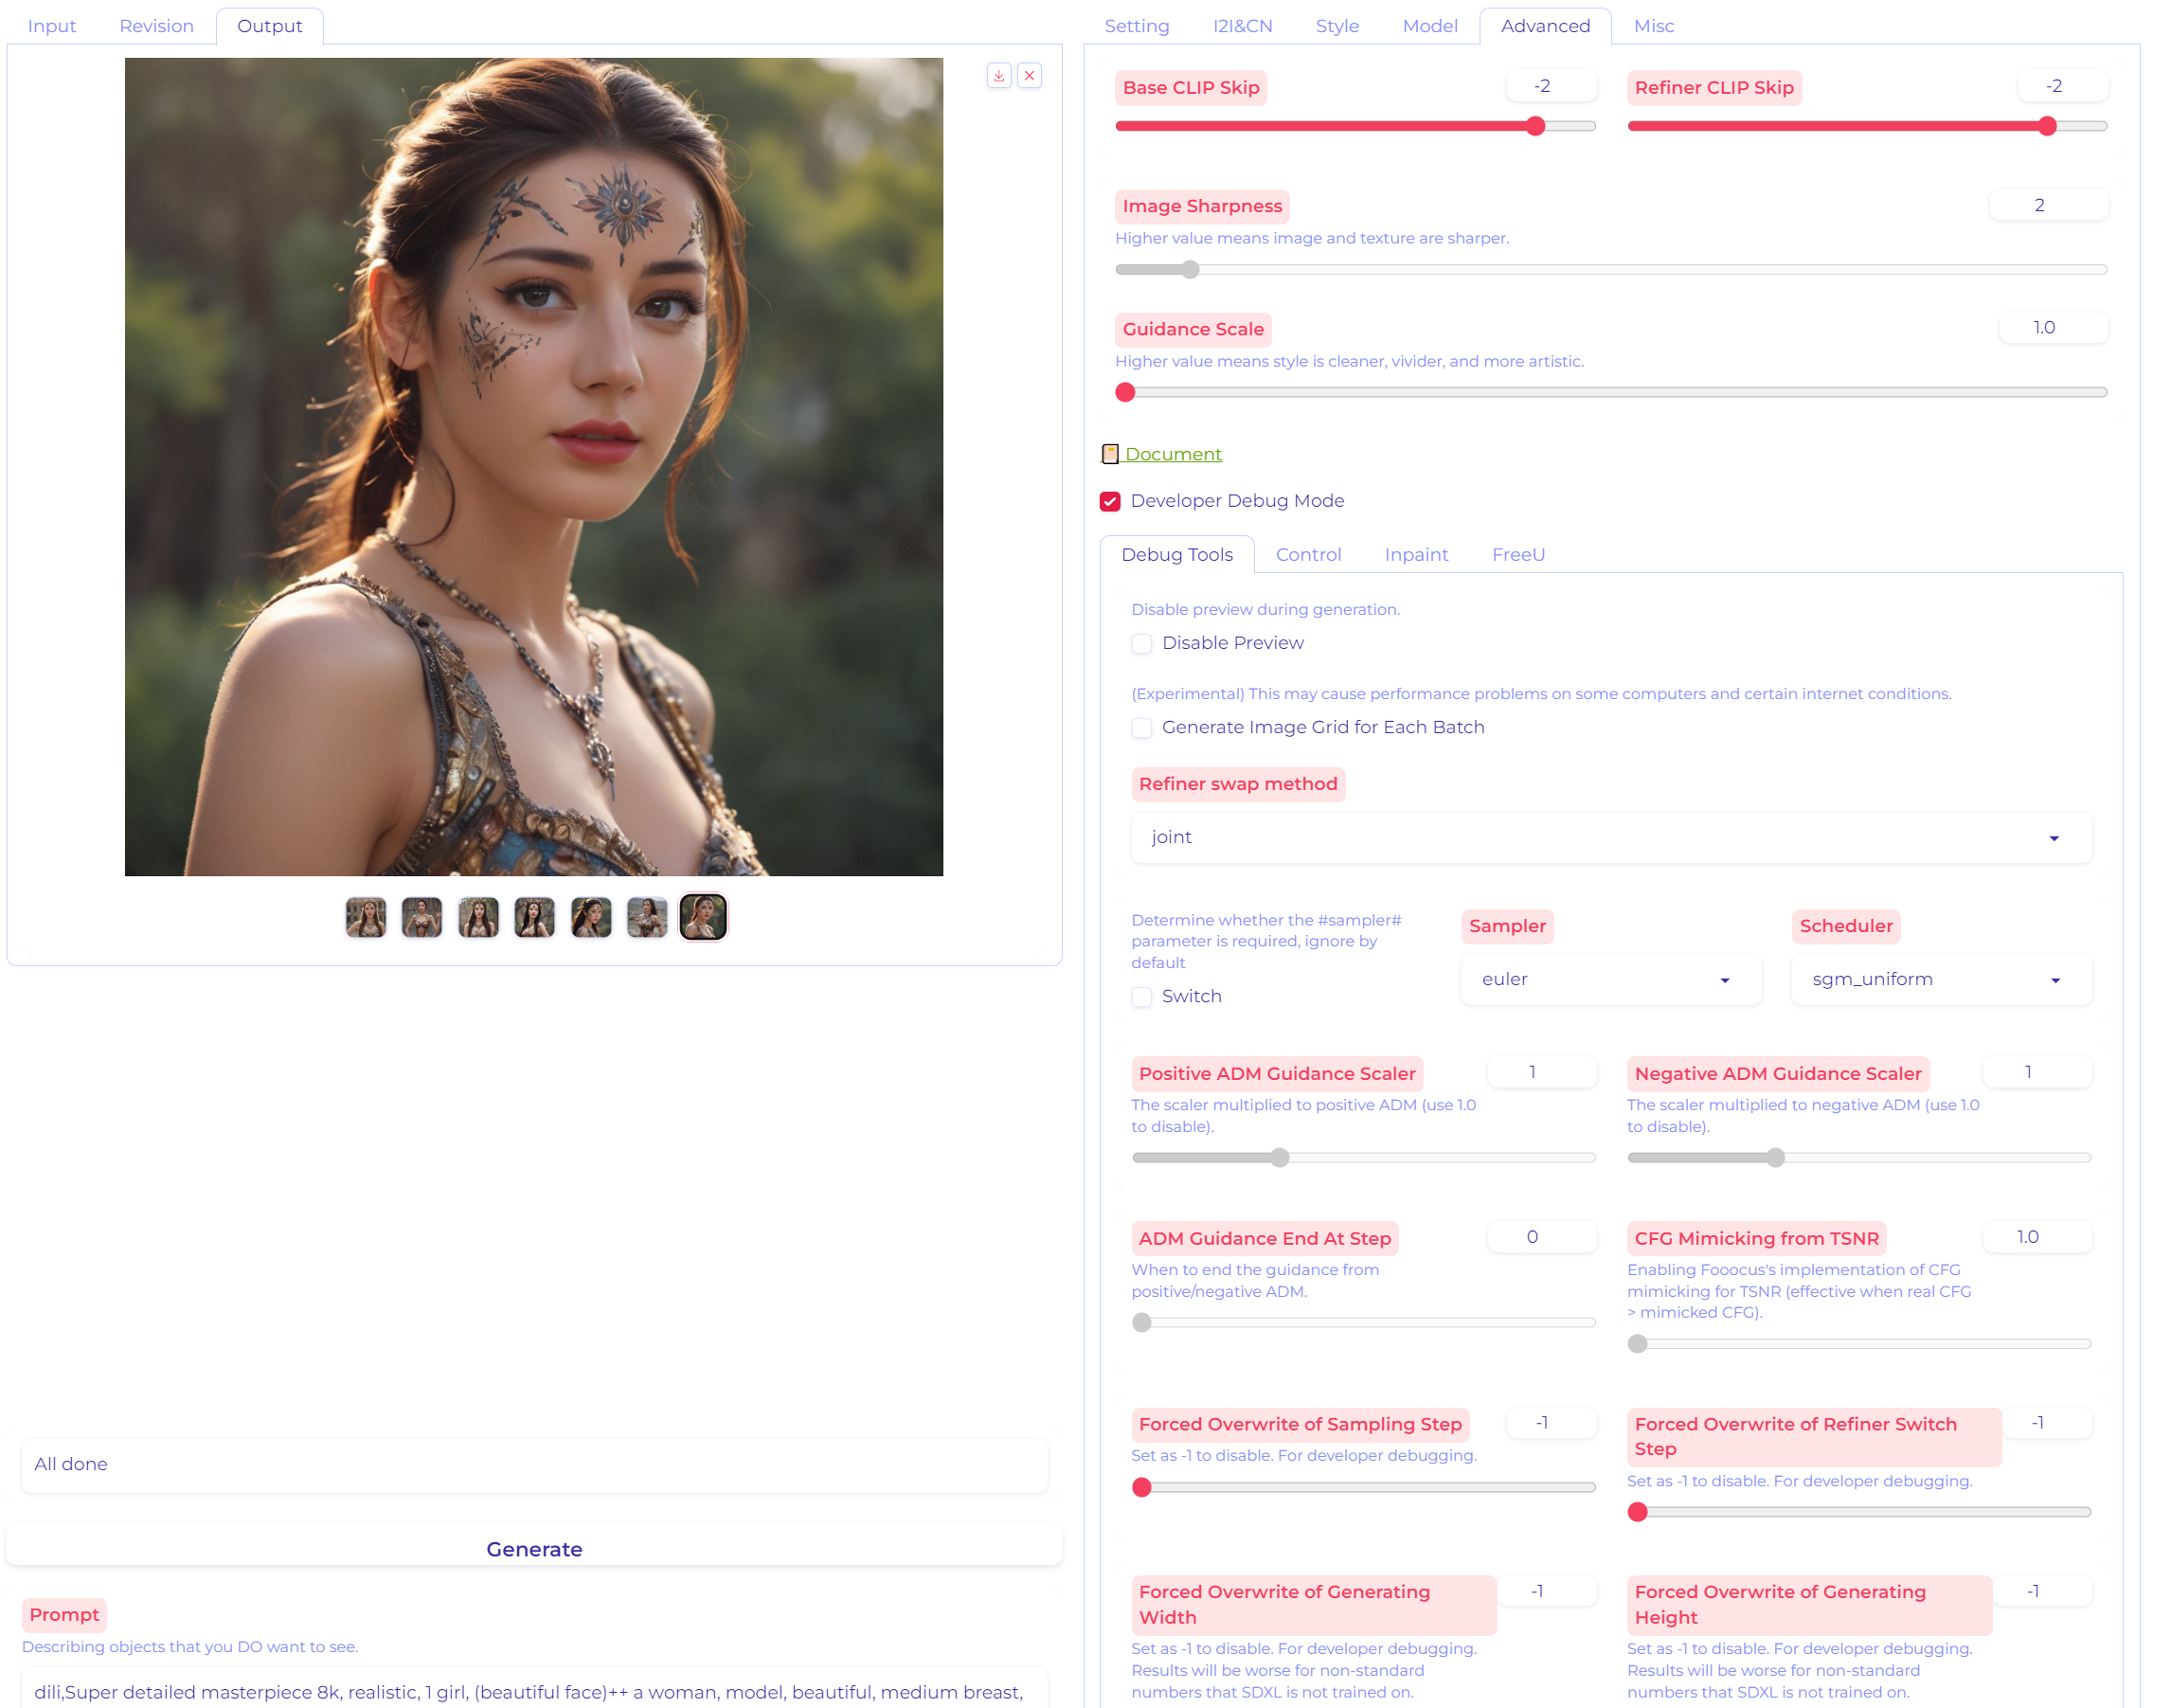 Input Revision Output
Setting I2I&CN Style Model Advanced Misc
Base CLIP Skip -2
Refiner CLIP Skip -2
Image Sharpness 2
Higher value means image and texture are sharper.
Guidance Scale 1.0
Higher value means style is cleaner, vivider, and more artistic.
Document
Developer Debug Mode
Debug Tools Control Inpaint FreeU
Disable preview during generation.
Disable Preview
(Experimental) This may cause performance problems on some computers and certain internet conditions.
Generate Image Grid for Each Batch
Refiner swap method
joint
Determine whether the #sampler#
parameter is required, ignore by
default
Switch
Sampler
euler
Scheduler
sgm_uniform
Positive ADM Guidance Scaler 1
The scaler multiplied to positive ADM (use 1.0
to disable).
Negative ADM Guidance Scaler 1
The scaler multiplied to negative ADM (use 1.0
to disable).
ADM Guidance End At Step 0
When to end the guidance from
positive/negative ADM.
CFG Mimicking from TSNR 1.0
Enabling Fooocus's implementation of CFG
mimicking for TSNR (effective when real CFG
> mimicked CFG).
Forced Overwrite of Sampling Step -1
Set as -1 to disable. For developer debugging.
Forced Overwrite of Refiner Switch
Step -1
Set as -1 to disable. For developer debugging.
Forced Overwrite of Generating
Width -1
Set as -1 to disable. For developer debugging.
Results will be worse for non-standard
numbers that SDXL is not trained on.
Forced Overwrite of Generating
Height -1
Set as -1 to disable. For developer debugging.
Results will be worse for non-standard
numbers that SDXL is not trained on.
All done
Generate
Prompt
Describing objects that you DO want to see.
dili,Super detailed masterpiece 8k, realistic, 1 girl, (beautiful face)++ a woman, model, beautiful, medium breast,